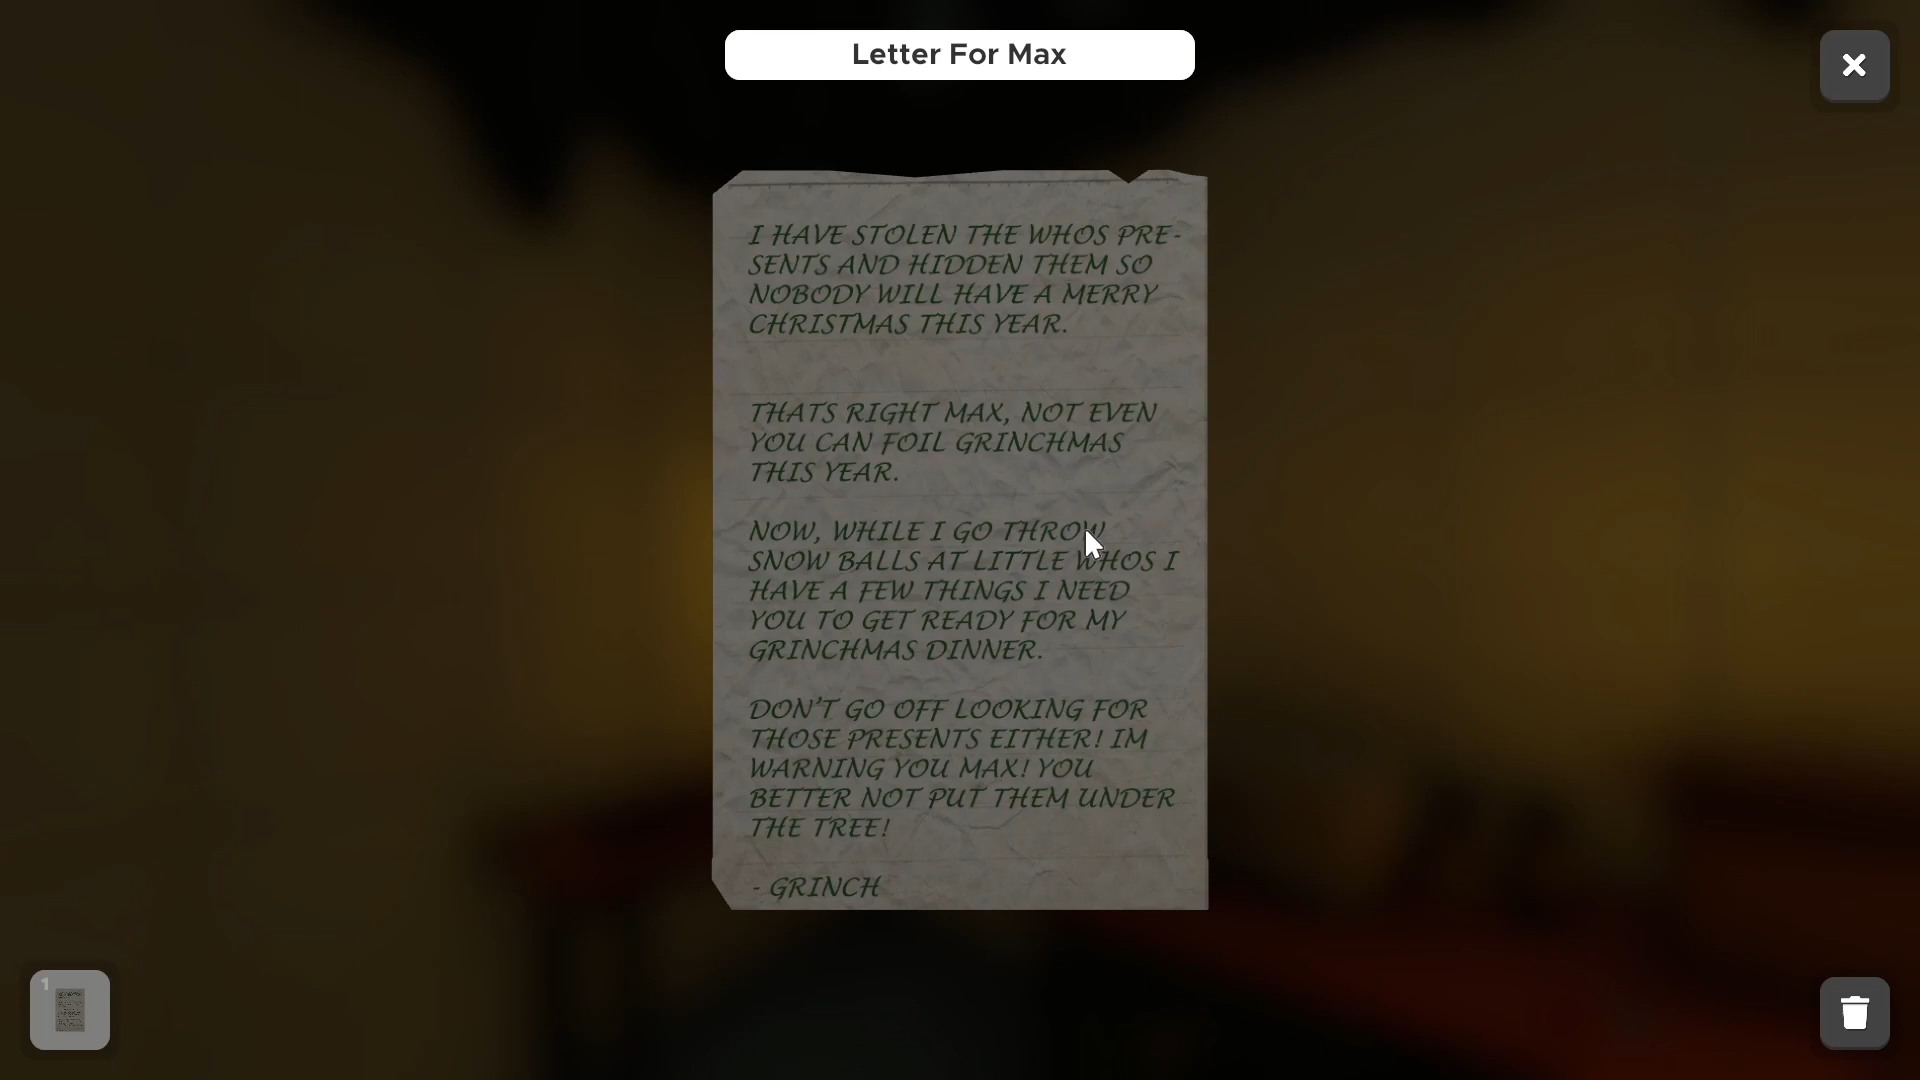 Letter For Max
I HAVE STOLEN THE WHOS PRE-
SENTS AND HIDDEN THEM SO
NOBODY WILL HAVE A MERRY
CHRISTMAS THIS YEAR.
THATS RIGHT MAX, NOT EVEN
YOU CAN FOIL GRINCHMAS
THIS YEAR.
NOW, WHILE I GO THROW
SNOW BALLS AT LITTLE WHOS I
HAVE A FEW THINGS I NEED
YOU TO GET READY FOR MY
GRINCHMAS DINNER.
DON'T GO OFF LOOKING FOR
THOSE PRESENTS EITHER! IM
WARNING YOU MAX! YOU
BETTER NOT PUT THEM UNDER
THE TREE!
- GRINCH
1